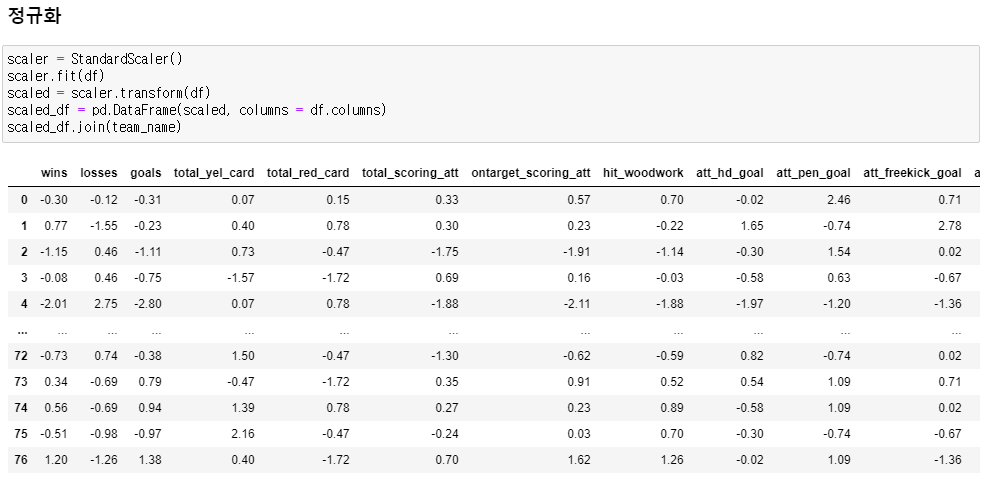 정규화
scaler = StandardScaler()
scaler.fit(df)
scaled = scaler.transform(df)
scaled_df = pd.DataFrame(scaled, columns = df.columns)
scaled_df.join(team_name)
wins losses goals total_yel_card total_red_card total_scoring_att ontarget_scoring_att hit_woodwork att_hd_goal att_pen_goal att_freekick_goal a
0 -0.30 -0.12 -0.31 0.07 0.15 0.33 0.57 0.70 -0.02 2.46 0.71
1 0.77 -1.55 -0.23 0.40 0.78 0.30 0.23 -0.22 1.65 -0.74 2.78
2 -1.15 0.46 -1.11 0.73 -0.47 -1.75 -1.91 -1.14 -0.30 1.54 0.02
3 -0.08 0.46 -0.75 -1.57 -1.72 0.69 0.16 -0.03 -0.58 0.63 -0.67
4 -2.01 2.75 -2.80 0.07 0.78 -1.88 -2.11 -1.88 -1.97 -1.20 -1.36
... ... ... ... ... ... ... ... ... ... ... ...
72 -0.73 0.74 -0.38 1.50 -0.47 -1.30 -0.62 -0.59 0.82 -0.74 0.02
73 0.34 -0.69 0.79 -0.47 -1.72 0.35 0.91 0.52 0.54 1.09 0.71
74 0.56 -0.69 0.94 1.39 0.78 0.27 0.23 0.89 -0.58 1.09 0.02
75 -0.51 -0.98 -0.97 2.16 -0.47 -0.24 0.03 0.70 -0.30 -0.74 -0.67
76 1.20 -1.26 1.38 0.40 -1.72 0.70 1.62 1.26 -0.02 1.09 -1.36